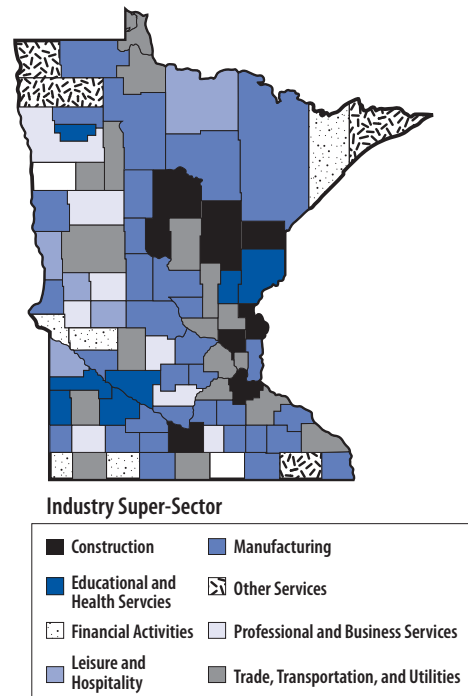 Industry Super-Sector
Construction
Manufacturing
Educational and
Health Servcies
Other Services
Financial Activities
Professional and Business Services
Leisure and
Hospitality
Trade, Transportation, and Utilities